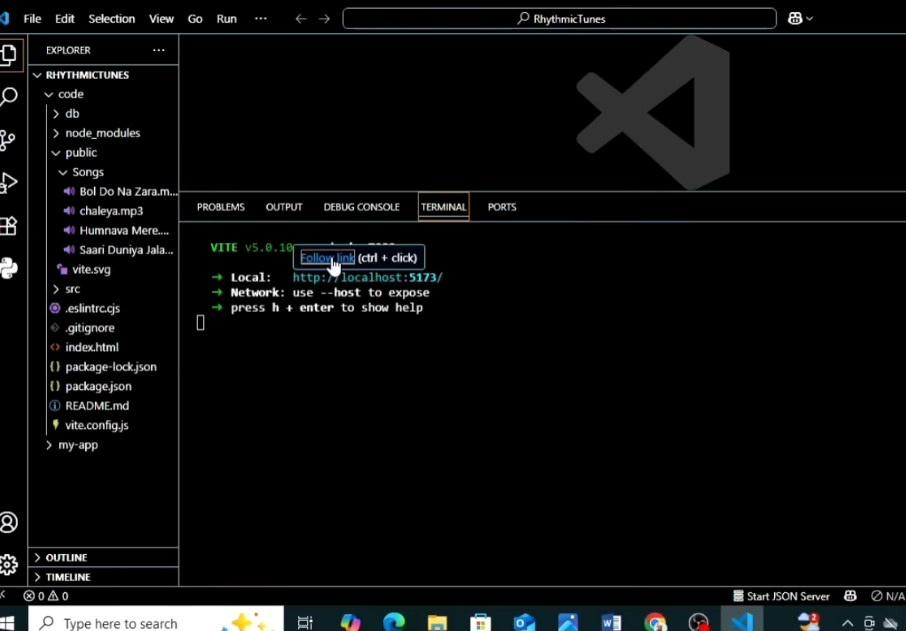 File Edit Selection View Go Run ···
RhythmicTunes
EXPLORER ···
RHYTHMICTUNES
code
db
node_modules
public
Songs
Bol Do Na Zara.m...
chaleya.mp3
Humnava Mere....
Saari Duniya Jala...
vite.svg
src
.eslintrc.cjs
.gitignore
index.html
package-lock.json
package.json
README.md
vite.config.js
my-app
OUTLINE
TIMELINE
PROBLEMS OUTPUT DEBUG CONSOLE TERMINAL PORTS
VITE v5.0.10
Follow link (ctrl + click)
→ Local: http://localhost:5173/
→ Network: use --host to expose
→ press h + enter to show help
0 0
Start JSON Server
N/A
Type here to search